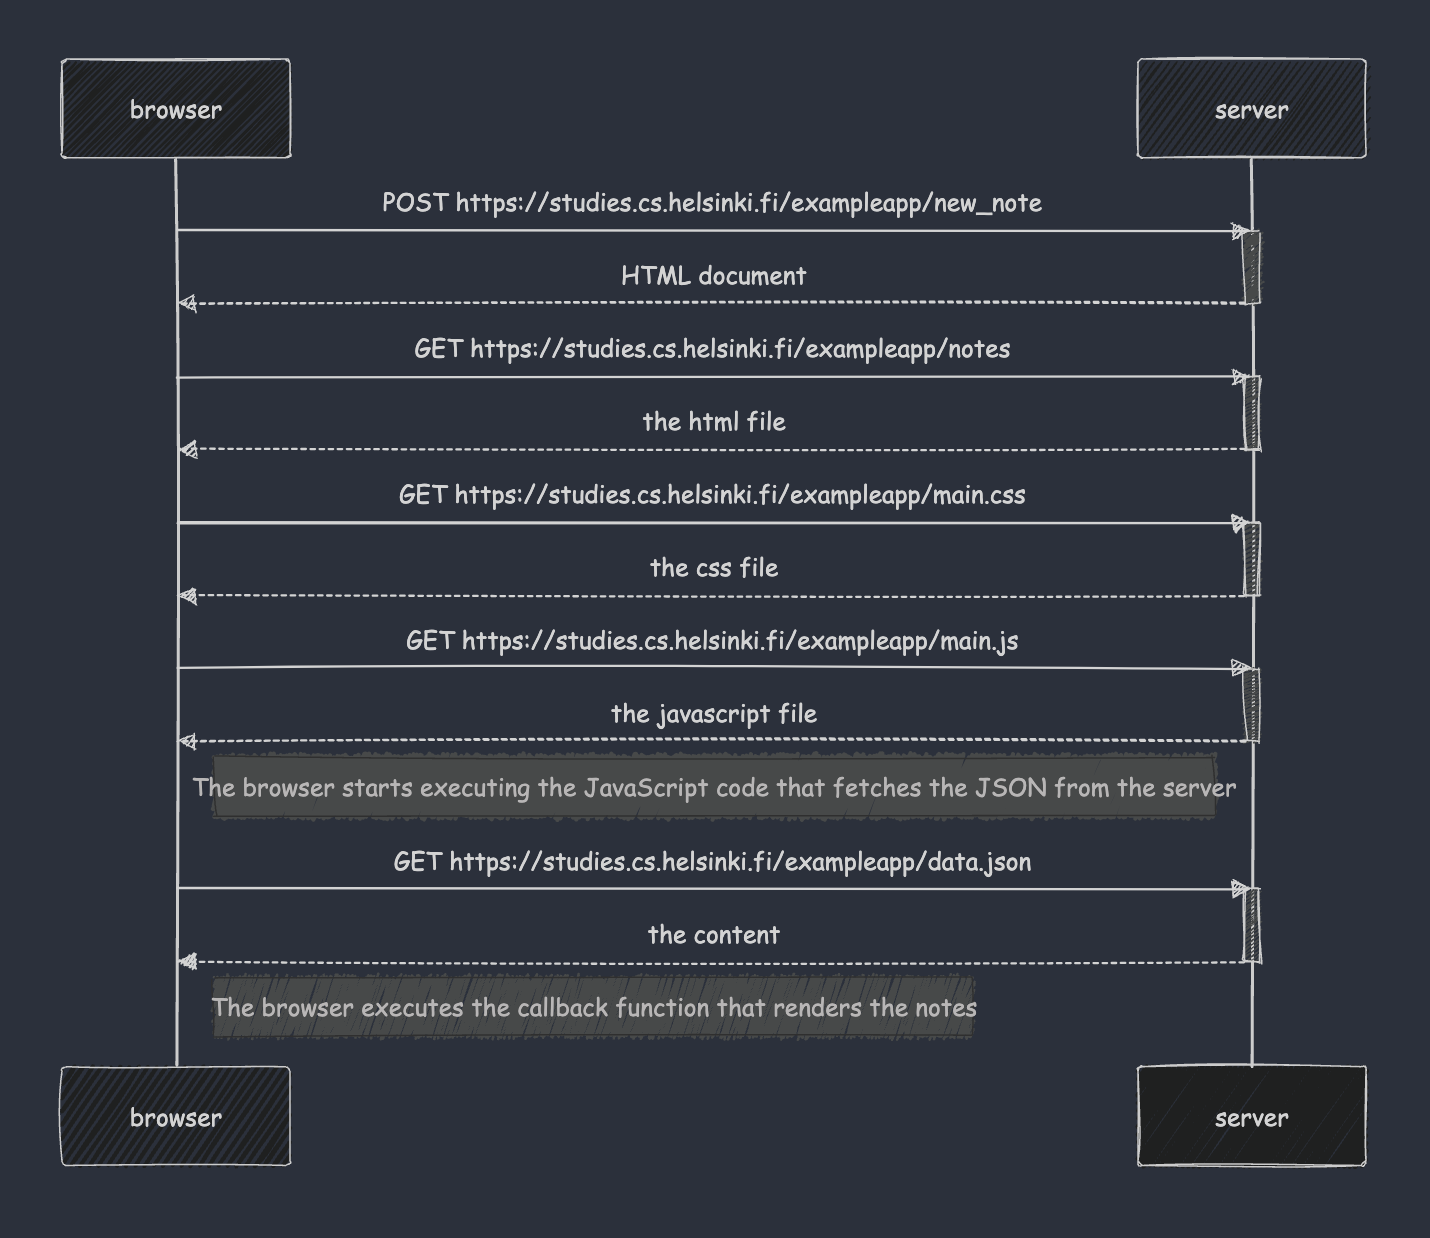 browser
server
POST https://studies.cs.helsinki.fi/exampleapp/new_note
HTML document
GET https://studies.cs.helsinki.fi/exampleapp/notes
the html file
GET https://studies.cs.helsinki.fi/exampleapp/main.css
the css file
GET https://studies.cs.helsinki.fi/exampleapp/main.js
the javascript file
The browser starts executing the JavaScript code that fetches the JSON from the server
GET https://studies.cs.helsinki.fi/exampleapp/data.json
the content
The browser executes the callback function that renders the notes
browser
server